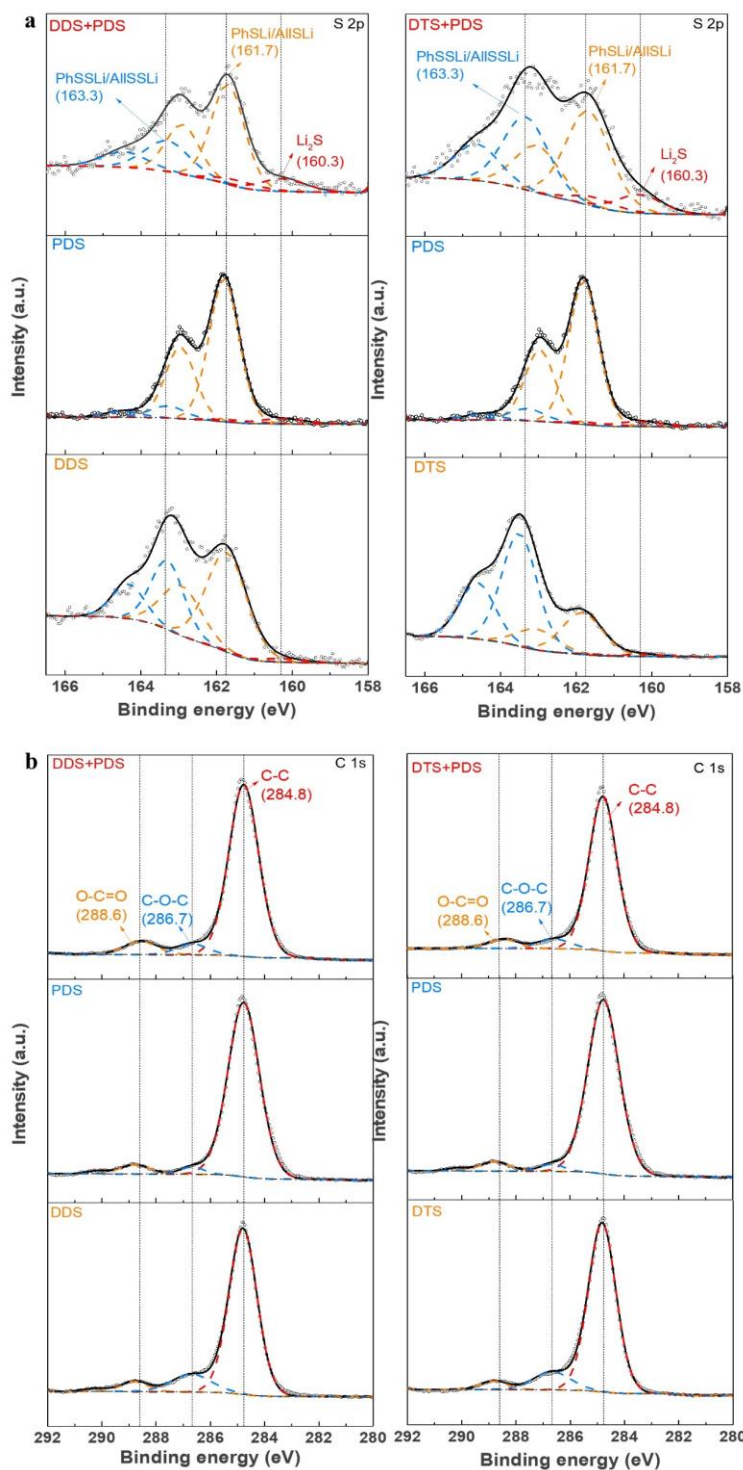 a
DDS+PDS
S 2p
PhSLi/AllSLi
(161.7)
PhSSLi/AllSSLi
(163.3)
Li₂S
(160.3)
PDS
DDS
Intensity (a.u.)
166 164 162 160 158
Binding energy (eV)
DTS+PDS
S 2p
PhSSLi/AllSSLi
(163.3)
PhSLi/AllSLi
(161.7)
Li₂S
(160.3)
PDS
DTS
Intensity (a.u.)
166 164 162 160 158
Binding energy (eV)
b
DDS+PDS
C 1s
C-C
(284.8)
O-C=O
(288.6)
C-O-C
(286.7)
PDS
DDS
Intensity (a.u.)
292 290 288 286 284 282 280
Binding energy (eV)
DTS+PDS
C 1s
C-C
(284.8)
O-C=O
(288.6)
C-O-C
(286.7)
PDS
DTS
Intensity (a.u.)
292 290 288 286 284 282 280
Binding energy (eV)